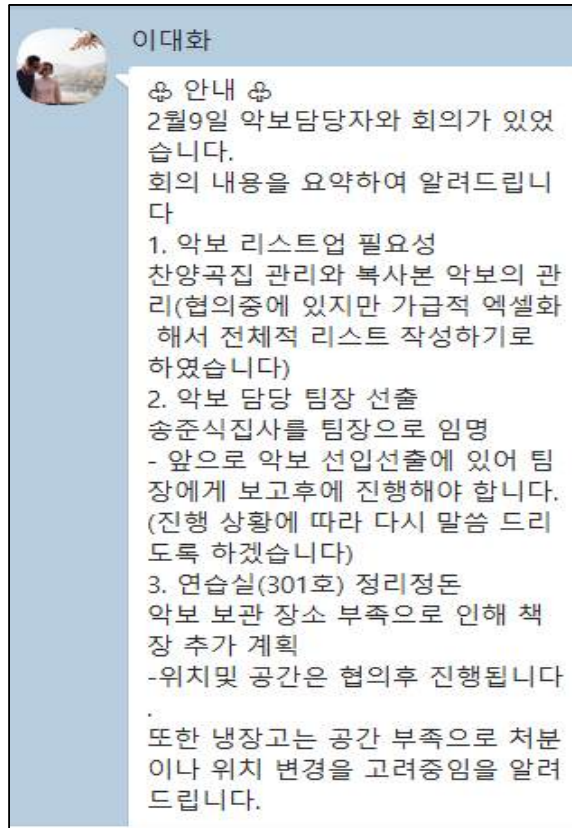 이대화
♧ 안내 ♧
2월9일 악보담당자와 회의가 있었
습니다.
회의 내용을 요약하여 알려드립니
다
1. 악보 리스트업 필요성
찬양곡집 관리와 복사본 악보의 관
리(협의중에 있지만 가급적 엑셀화
해서 전체적 리스트 작성하기로
하였습니다)
2. 악보 담당 팀장 선출
송준식집사를 팀장으로 임명
- 앞으로 악보 선입선출에 있어 팀
장에게 보고후에 진행해야 합니다.
(진행 상황에 따라 다시 말씀 드리
도록 하겠습니다)
3. 연습실(301호) 정리정돈
악보 보관 장소 부족으로 인해 책
장 추가 계획
-위치및 공간은 협의후 진행됩니다
.
또한 냉장고는 공간 부족으로 처분
이나 위치 변경을 고려중임을 알려
드립니다.